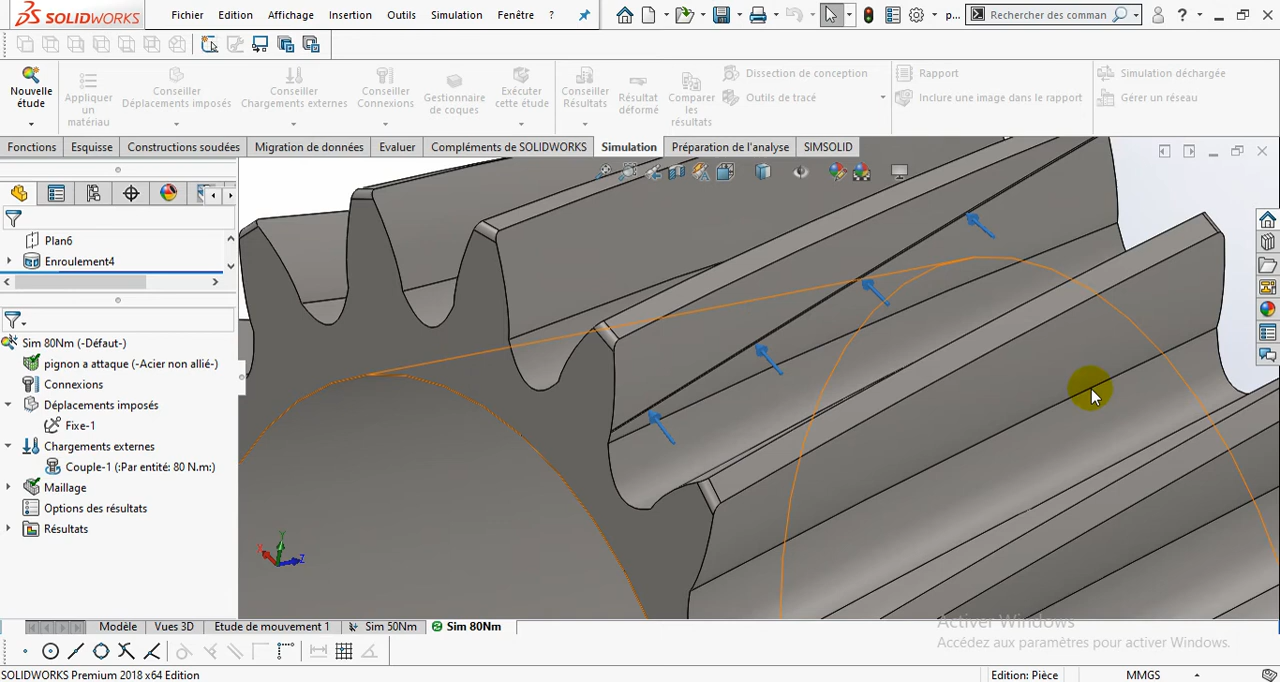 SOLIDWORKS Fichier Edition Affichage Insertion Outils Simulation Fenêtre ? p... Rechercher des comman ?
Nouvelle étude
Appliquer un matériau
Conseiller Déplacements imposés
Conseiller Chargements externes
Conseiller Connexions
Gestionnaire de coques
Exécuter cette étude
Conseiller Résultats
Résultat déformé
Comparer les résultats
Dissection de conception
Outils de tracé
Rapport
Inclure une image dans le rapport
Simulation déchargée
Gérer un réseau
Fonctions Esquisse Constructions soudées Migration de données Evaluer Compléments de SOLIDWORKS Simulation Préparation de l'analyse SIMSOLID
Plan6
Enroulement4
Sim 80Nm (-Défaut-)
pignon a attaque (-Acier non allié-)
Connexions
Déplacements imposés
Fixe-1
Chargements externes
Couple-1 (:Par entité: 80 N.m:)
Maillage
Options des résultats
Résultats
Y
X
Z
Activer Windows
Accédez aux paramètres pour activer Windows.
Modèle Vues 3D Etude de mouvement 1 Sim 50Nm Sim 80Nm
SOLIDWORKS Premium 2018 x64 Edition Edition: Pièce MMGS